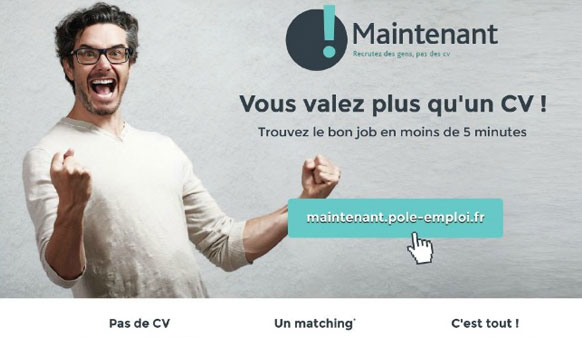 Maintenant
Recrutez des gens, pas des cv
Vous valez plus qu'un CV !
Trouvez le bon job en moins de 5 minutes
maintenant.pole-emploi.fr
Pas de CV
Un matching*
C'est tout !